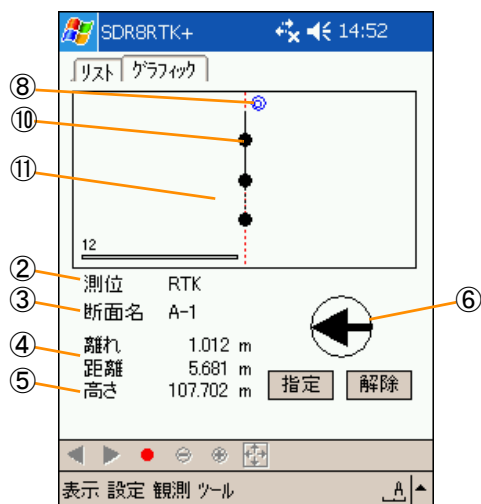 SDR8RTK+ 14:52
リスト グラフィック
⑧
⑩
⑪
12
② 測位 RTK
③ 断面名 A-1
⑥
④ 離れ 1.012 m
距離 5.681 m
⑤ 高さ 107.702 m
指定 解除
表示 設定 観測 ツール A